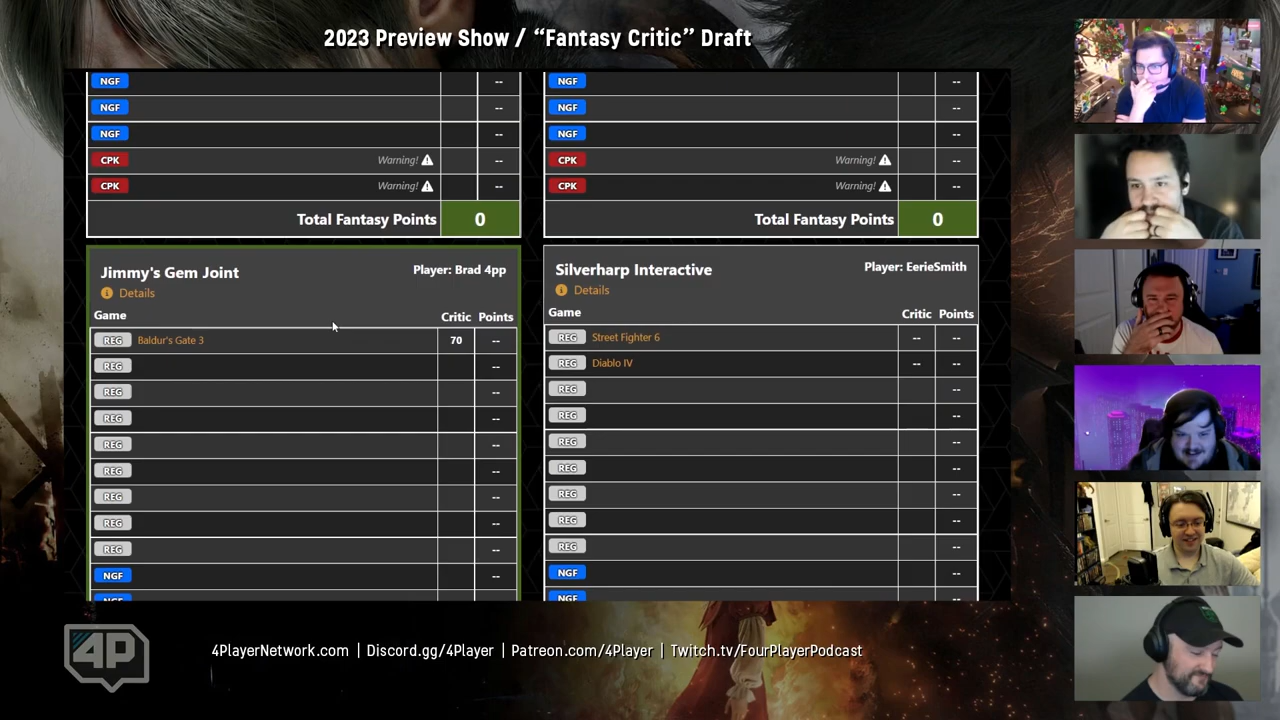 2023 Preview Show / “Fantasy Critic” Draft
NGF -- NGF --
NGF -- NGF --
NGF -- NGF --
CPK Warning! -- CPK Warning! --
CPK Warning! -- CPK Warning! --
Total Fantasy Points 0 Total Fantasy Points 0
Jimmy's Gem Joint Player: Brad 4pp
Details
Game Critic Points
REG Baldur's Gate 3 70 --
REG --
REG --
REG --
REG --
REG --
REG --
REG --
REG --
NGF --
NGF
Silverharp Interactive Player: EerieSmith
Details
Game Critic Points
REG Street Fighter 6 -- --
REG Diablo IV -- --
REG --
REG --
REG --
REG --
REG --
REG --
REG --
NGF --
NGF --
4P
4PlayerNetwork.com | Discord.gg/4Player | Patreon.com/4Player | Twitch.tv/FourPlayerPodcast